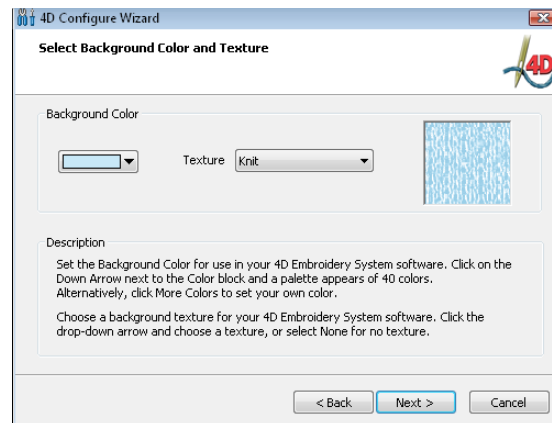 4D Configure Wizard
Select Background Color and Texture
4D
Background Color
Texture Knit
Description
Set the Background Color for use in your 4D Embroidery System software. Click on the
Down Arrow next to the Color block and a palette appears of 40 colors.
Alternatively, click More Colors to set your own color.
Choose a background texture for your 4D Embroidery System software. Click the
drop-down arrow and choose a texture, or select None for no texture.
< Back Next > Cancel